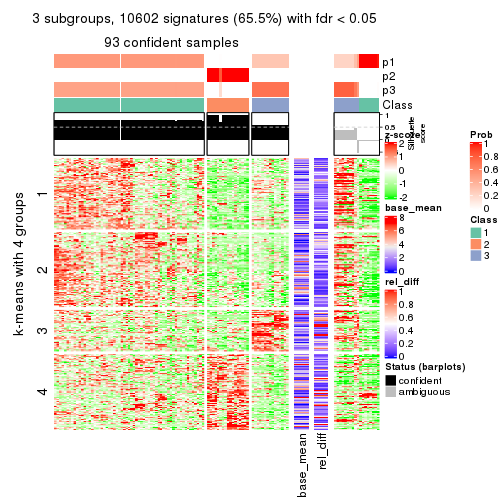 3 subgroups, 10602 signatures (65.5%) with fdr < 0.05
93 confident samples
p1
p2
p3
Class
1
0.5
0
Silhouette
score
k-means with 4 groups
1
2
3
4
base_mean
rel_diff
z-score
2
1
0
-1
-2
base_mean
8
6
4
2
0
rel_diff
1
0.8
0.6
0.4
0.2
0
Status (barplots)
confident
ambiguous
Prob
1
0.8
0.6
0.4
0.2
0
Class
1
2
3